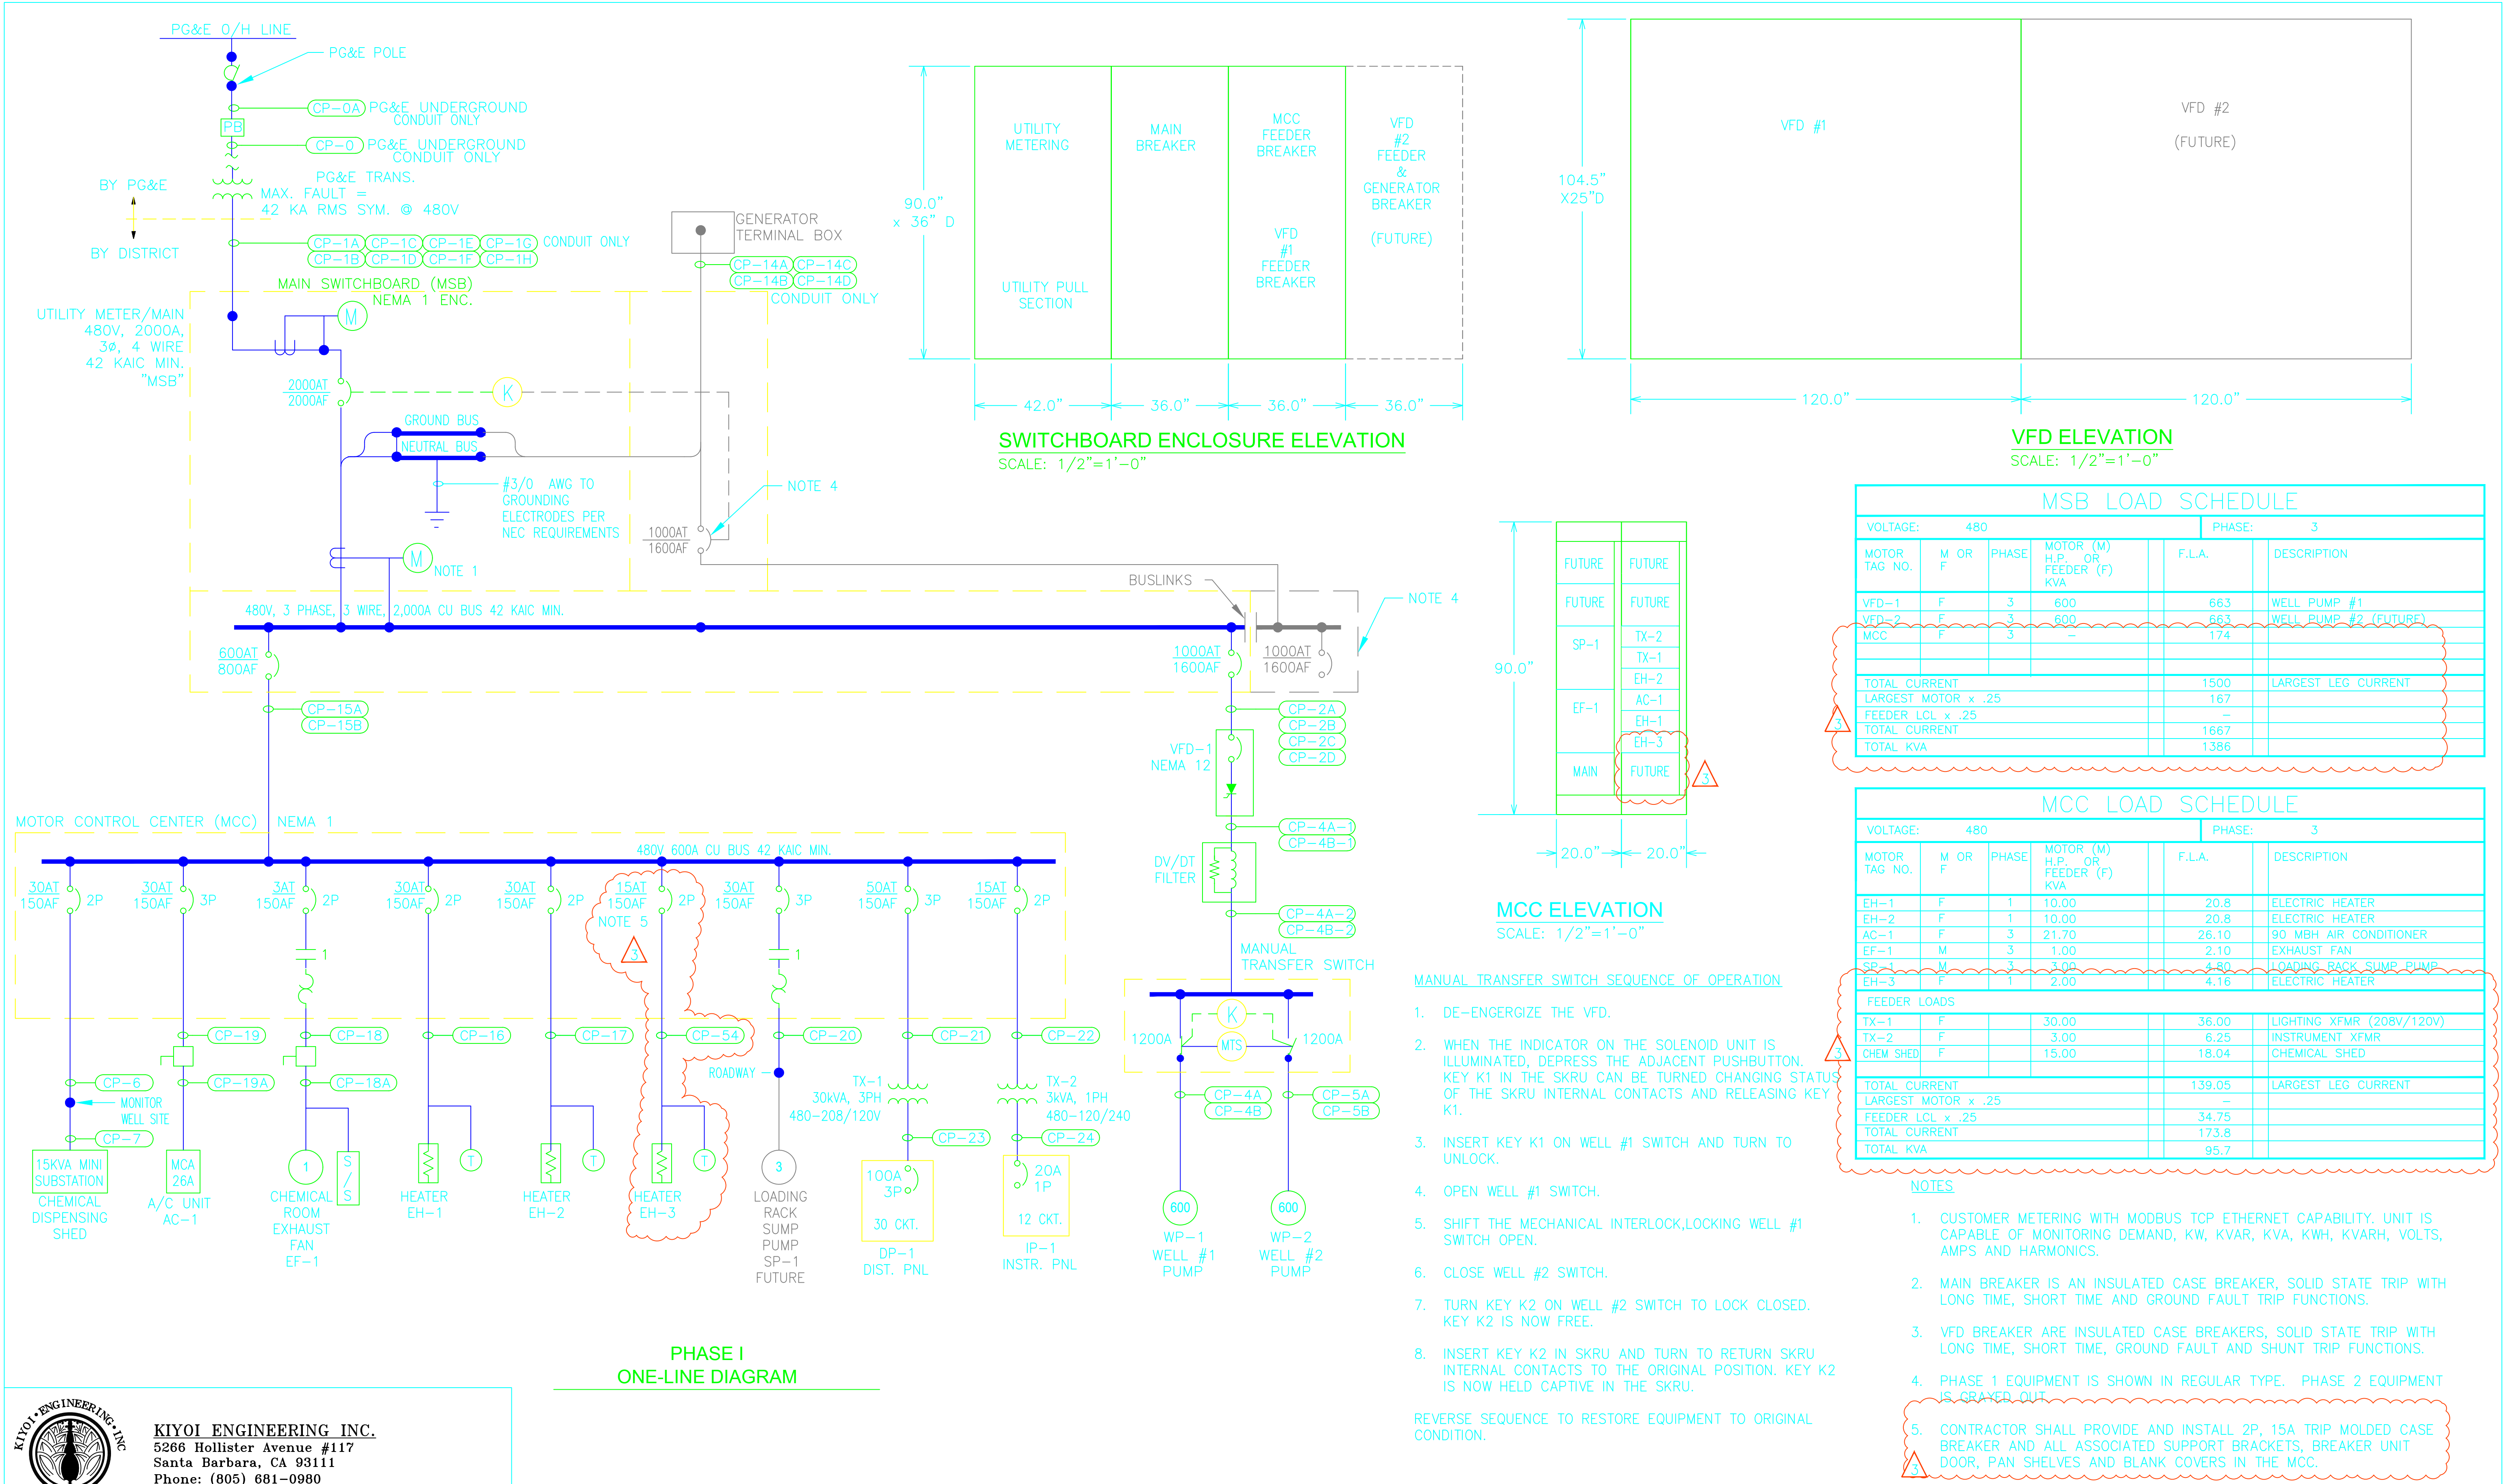 PG&E O/H LINE
PG&E POLE
CP-0A PG&E UNDERGROUND
CONDUIT ONLY
PB
CP-0 PG&E UNDERGROUND
CONDUIT ONLY
BY PG&E
PG&E TRANS.
MAX. FAULT =
42 KA RMS SYM. @ 480V
BY DISTRICT
CP-1A CP-1C CP-1E CP-1G CONDUIT ONLY
CP-1B CP-1D CP-1F CP-1H
MAIN SWITCHBOARD (MSB)
NEMA 1 ENC.
UTILITY METER/MAIN
480V, 2000A,
3Ø, 4 WIRE
42 KAIC MIN.
"MSB"
M
2000AT
2000AF
K
GROUND BUS
NEUTRAL BUS
#3/0 AWG TO
GROUNDING
ELECTRODES PER
NEC REQUIREMENTS
M
NOTE 1
GENERATOR
TERMINAL BOX
CP-14A CP-14C
CP-14B CP-14D
CONDUIT ONLY
NOTE 4
1000AT
1600AF
BUSLINKS
NOTE 4
480V, 3 PHASE, 3 WIRE, 2,000A CU BUS 42 KAIC MIN.
600AT
800AF
1000AT
1600AF
1000AT
1600AF
CP-15A
CP-15B
CP-2A
CP-2B
CP-2C
CP-2D
VFD-1
NEMA 12
CP-4A-1
CP-4B-1
DV/DT
FILTER
CP-4A-2
CP-4B-2
MANUAL
TRANSFER SWITCH
K
MTS
1200A
1200A
CP-4A
CP-4B
CP-5A
CP-5B
600
600
WP-1
WELL #1
PUMP
WP-2
WELL #2
PUMP
MOTOR CONTROL CENTER (MCC) NEMA 1
480V 600A CU BUS 42 KAIC MIN.
30AT
150AF
2P
30AT
150AF
3P
3AT
150AF
2P
30AT
150AF
2P
30AT
150AF
2P
15AT
150AF
2P
NOTE 5
3
30AT
150AF
3P
50AT
150AF
3P
15AT
150AF
2P
1
1
CP-19
CP-18
CP-16
CP-17
CP-54
CP-20
CP-21
CP-22
CP-6
CP-19A
CP-18A
MONITOR
WELL SITE
CP-7
ROADWAY
TX-1
30kVA, 3PH
480-208/120V
TX-2
3kVA, 1PH
480-120/240
CP-23
CP-24
15KVA MINI
SUBSTATION
CHEMICAL
DISPENSING
SHED
MCA
26A
A/C UNIT
AC-1
1
S/S
CHEMICAL
ROOM
EXHAUST
FAN
EF-1
T
HEATER
EH-1
T
HEATER
EH-2
T
HEATER
EH-3
3
LOADING
RACK
SUMP
PUMP
SP-1
FUTURE
100A
3P
30 CKT.
DP-1
DIST. PNL
20A
1P
12 CKT.
IP-1
INSTR. PNL
PHASE I
ONE-LINE DIAGRAM
KIYOI•ENGINEERING•INC
KIYOI ENGINEERING INC.
5266 Hollister Avenue #117
Santa Barbara, CA 93111
Phone: (805) 681-0980
90.0"
x 36" D
UTILITY
METERING
UTILITY PULL
SECTION
MAIN
BREAKER
MCC
FEEDER
BREAKER
VFD
#1
FEEDER
BREAKER
VFD
#2
FEEDER
&
GENERATOR
BREAKER
(FUTURE)
42.0" 36.0" 36.0" 36.0"
SWITCHBOARD ENCLOSURE ELEVATION
SCALE: 1/2"=1'-0"
104.5"
X25"D
VFD #1
VFD #2
(FUTURE)
120.0" 120.0"
VFD ELEVATION
SCALE: 1/2"=1'-0"
90.0"
FUTURE FUTURE
FUTURE FUTURE
SP-1
TX-2
TX-1
EH-2
EF-1
AC-1
EH-1
EH-3
MAIN FUTURE
3
20.0" 20.0"
MCC ELEVATION
SCALE: 1/2"=1'-0"
MSB LOAD SCHEDULE
VOLTAGE: 480 PHASE: 3
MOTOR TAG NO. M OR F PHASE MOTOR (M) H.P. OR FEEDER (F) KVA F.L.A. DESCRIPTION
VFD-1 F 3 600 663 WELL PUMP #1
VFD-2 F 3 600 663 WELL PUMP #2 (FUTURE)
MCC F 3 - 174
TOTAL CURRENT 1500 LARGEST LEG CURRENT
LARGEST MOTOR x .25 167
FEEDER LCL x .25 -
TOTAL CURRENT 1667
TOTAL KVA 1386
3
MCC LOAD SCHEDULE
VOLTAGE: 480 PHASE: 3
MOTOR TAG NO. M OR F PHASE MOTOR (M) H.P. OR FEEDER (F) KVA F.L.A. DESCRIPTION
EH-1 F 1 10.00 20.8 ELECTRIC HEATER
EH-2 F 1 10.00 20.8 ELECTRIC HEATER
AC-1 F 3 21.70 26.10 90 MBH AIR CONDITIONER
EF-1 M 3 1.00 2.10 EXHAUST FAN
SP-1 M 3 3.00 4.80 LOADING RACK SUMP PUMP
EH-3 F 1 2.00 4.16 ELECTRIC HEATER
FEEDER LOADS
TX-1 F 30.00 36.00 LIGHTING XFMR (208V/120V)
TX-2 F 3.00 6.25 INSTRUMENT XFMR
CHEM SHED F 15.00 18.04 CHEMICAL SHED
TOTAL CURRENT 139.05 LARGEST LEG CURRENT
LARGEST MOTOR x .25 -
FEEDER LCL x .25 34.75
TOTAL CURRENT 173.8
TOTAL KVA 95.7
3
MANUAL TRANSFER SWITCH SEQUENCE OF OPERATION
1. DE-ENGERGIZE THE VFD.
2. WHEN THE INDICATOR ON THE SOLENOID UNIT IS
ILLUMINATED, DEPRESS THE ADJACENT PUSHBUTTON.
KEY K1 IN THE SKRU CAN BE TURNED CHANGING STATUS
OF THE SKRU INTERNAL CONTACTS AND RELEASING KEY
K1.
3. INSERT KEY K1 ON WELL #1 SWITCH AND TURN TO
UNLOCK.
4. OPEN WELL #1 SWITCH.
5. SHIFT THE MECHANICAL INTERLOCK,LOCKING WELL #1
SWITCH OPEN.
6. CLOSE WELL #2 SWITCH.
7. TURN KEY K2 ON WELL #2 SWITCH TO LOCK CLOSED.
KEY K2 IS NOW FREE.
8. INSERT KEY K2 IN SKRU AND TURN TO RETURN SKRU
INTERNAL CONTACTS TO THE ORIGINAL POSITION. KEY K2
IS NOW HELD CAPTIVE IN THE SKRU.
REVERSE SEQUENCE TO RESTORE EQUIPMENT TO ORIGINAL
CONDITION.
NOTES
1. CUSTOMER METERING WITH MODBUS TCP ETHERNET CAPABILITY. UNIT IS
CAPABLE OF MONITORING DEMAND, KW, KVAR, KVA, KWH, KVARH, VOLTS,
AMPS AND HARMONICS.
2. MAIN BREAKER IS AN INSULATED CASE BREAKER, SOLID STATE TRIP WITH
LONG TIME, SHORT TIME AND GROUND FAULT TRIP FUNCTIONS.
3. VFD BREAKER ARE INSULATED CASE BREAKERS, SOLID STATE TRIP WITH
LONG TIME, SHORT TIME, GROUND FAULT AND SHUNT TRIP FUNCTIONS.
4. PHASE 1 EQUIPMENT IS SHOWN IN REGULAR TYPE. PHASE 2 EQUIPMENT
IS GRAYED OUT
5. CONTRACTOR SHALL PROVIDE AND INSTALL 2P, 15A TRIP MOLDED CASE
BREAKER AND ALL ASSOCIATED SUPPORT BRACKETS, BREAKER UNIT
DOOR, PAN SHELVES AND BLANK COVERS IN THE MCC.
3